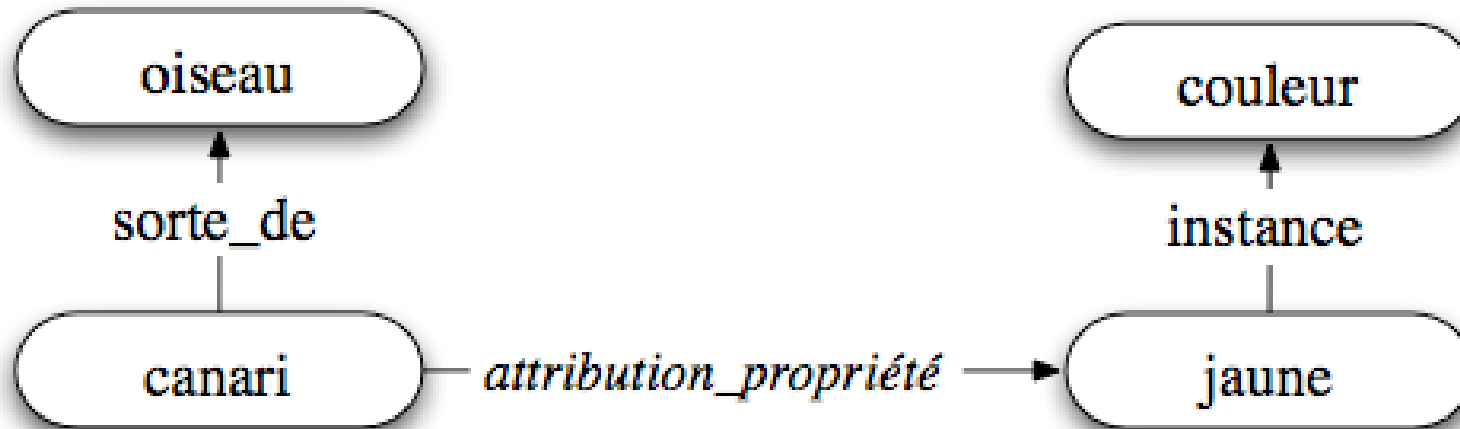 oiseau
couleur
sorte_de
instance
canari
attribution_propriété
jaune